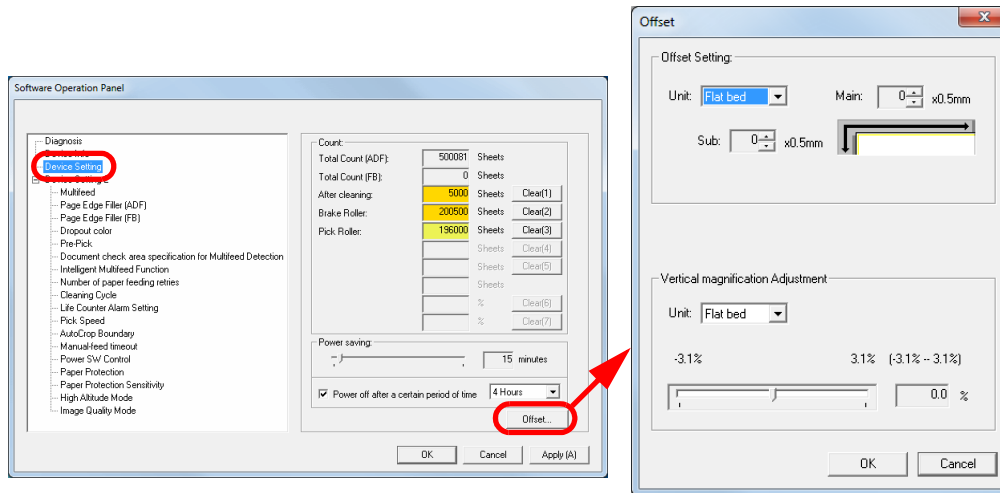 Software Operation Panel
Diagnosis
Device Info
Device Setting
Device Setting 2
Multifeed
Page Edge Filler (ADF)
Page Edge Filler (FB)
Dropout color
Pre-Pick
Document check area specification for Multifeed Detection
Intelligent Multifeed Function
Number of paper feeding retries
Cleaning Cycle
Life Counter Alarm Setting
Pick Speed
AutoCrop Boundary
Manual-feed timeout
Power SW Control
Paper Protection
Paper Protection Sensitivity
High Altitude Mode
Image Quality Mode
Count:
Total Count (ADF): 500081 Sheets
Total Count (FB): 0 Sheets
After cleaning: 5000 Sheets Clear(1)
Brake Roller: 200500 Sheets Clear(2)
Pick Roller: 196000 Sheets Clear(3)
Sheets Clear(4)
Sheets Clear(5)
Sheets
% Clear(6)
% Clear(7)
Power saving:
15 minutes
Power off after a certain period of time 4 Hours
Offset...
OK Cancel Apply (A)
Offset
Offset Setting:
Unit: Flat bed Main: 0 x0.5mm
Sub: 0 x0.5mm
Vertical magnification Adjustment
Unit: Flat bed
-3.1% 3.1% (-3.1% -- 3.1%)
0.0 %
OK Cancel